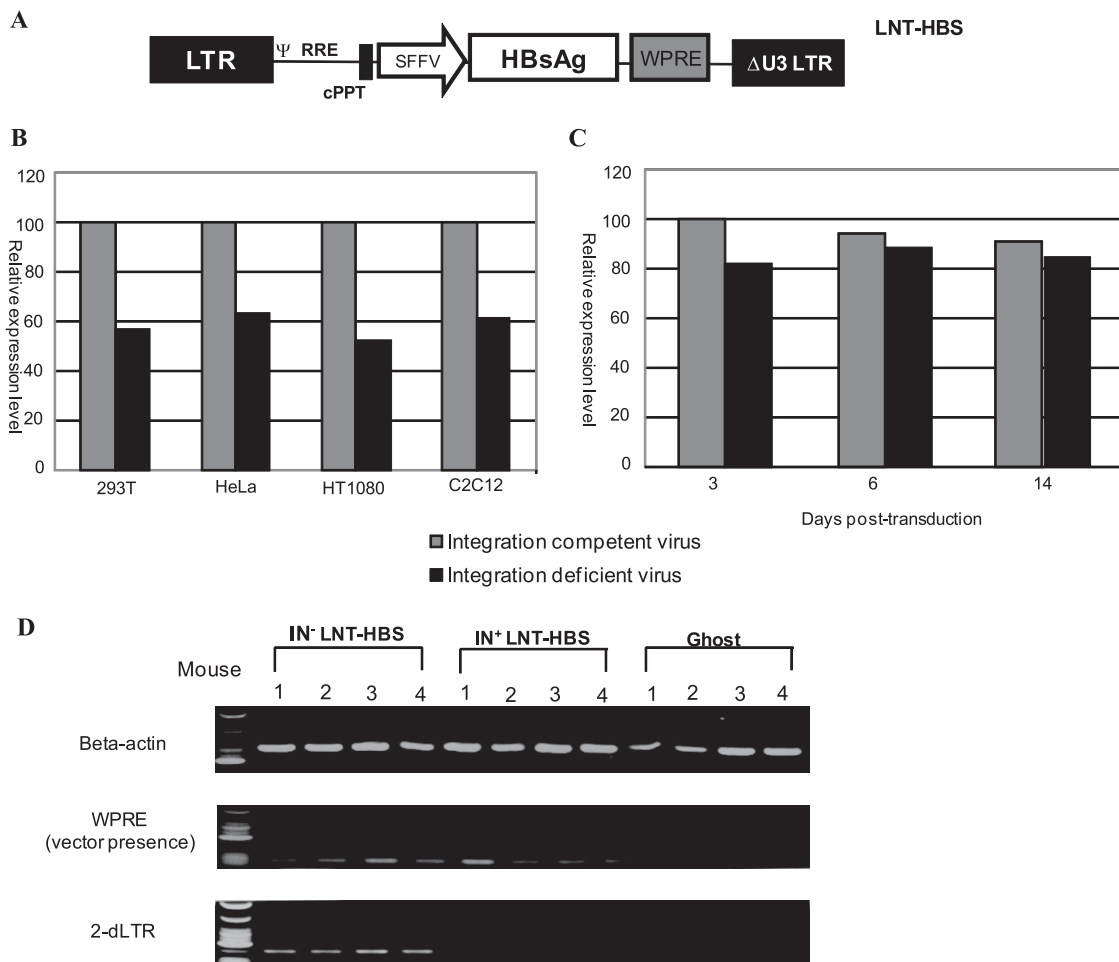 A
LNT-HBS
LTR
Ψ RRE
cPPT
SFFV
HBsAg
WPRE
ΔU3 LTR
B
Relative expression level
120
100
80
60
40
20
0
293T
HeLa
HT1080
C2C12
C
Relative expression level
120
100
80
60
40
20
0
3
6
14
Days post-transduction
Integration competent virus
Integration deficient virus
D
IN- LNT-HBS
IN+ LNT-HBS
Ghost
Mouse
1 2 3 4 1 2 3 4 1 2 3 4
Beta-actin
WPRE
(vector presence)
2-dLTR